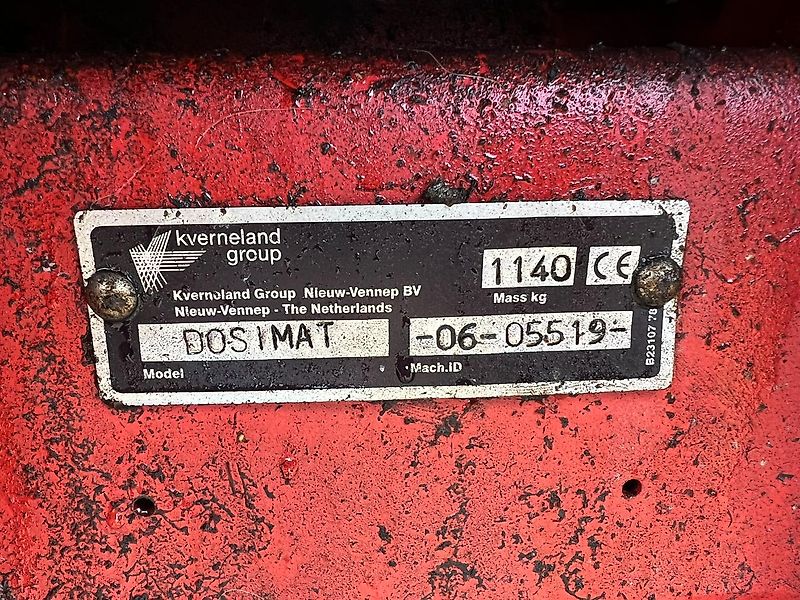 kverneland
group
Kverneland Group Nieuw-Vennep BV
Nieuw-Vennep - The Netherlands
1140 CE
Mass kg
DOSIMAT
Model
-06-05519-
Mach.ID
B23107 78